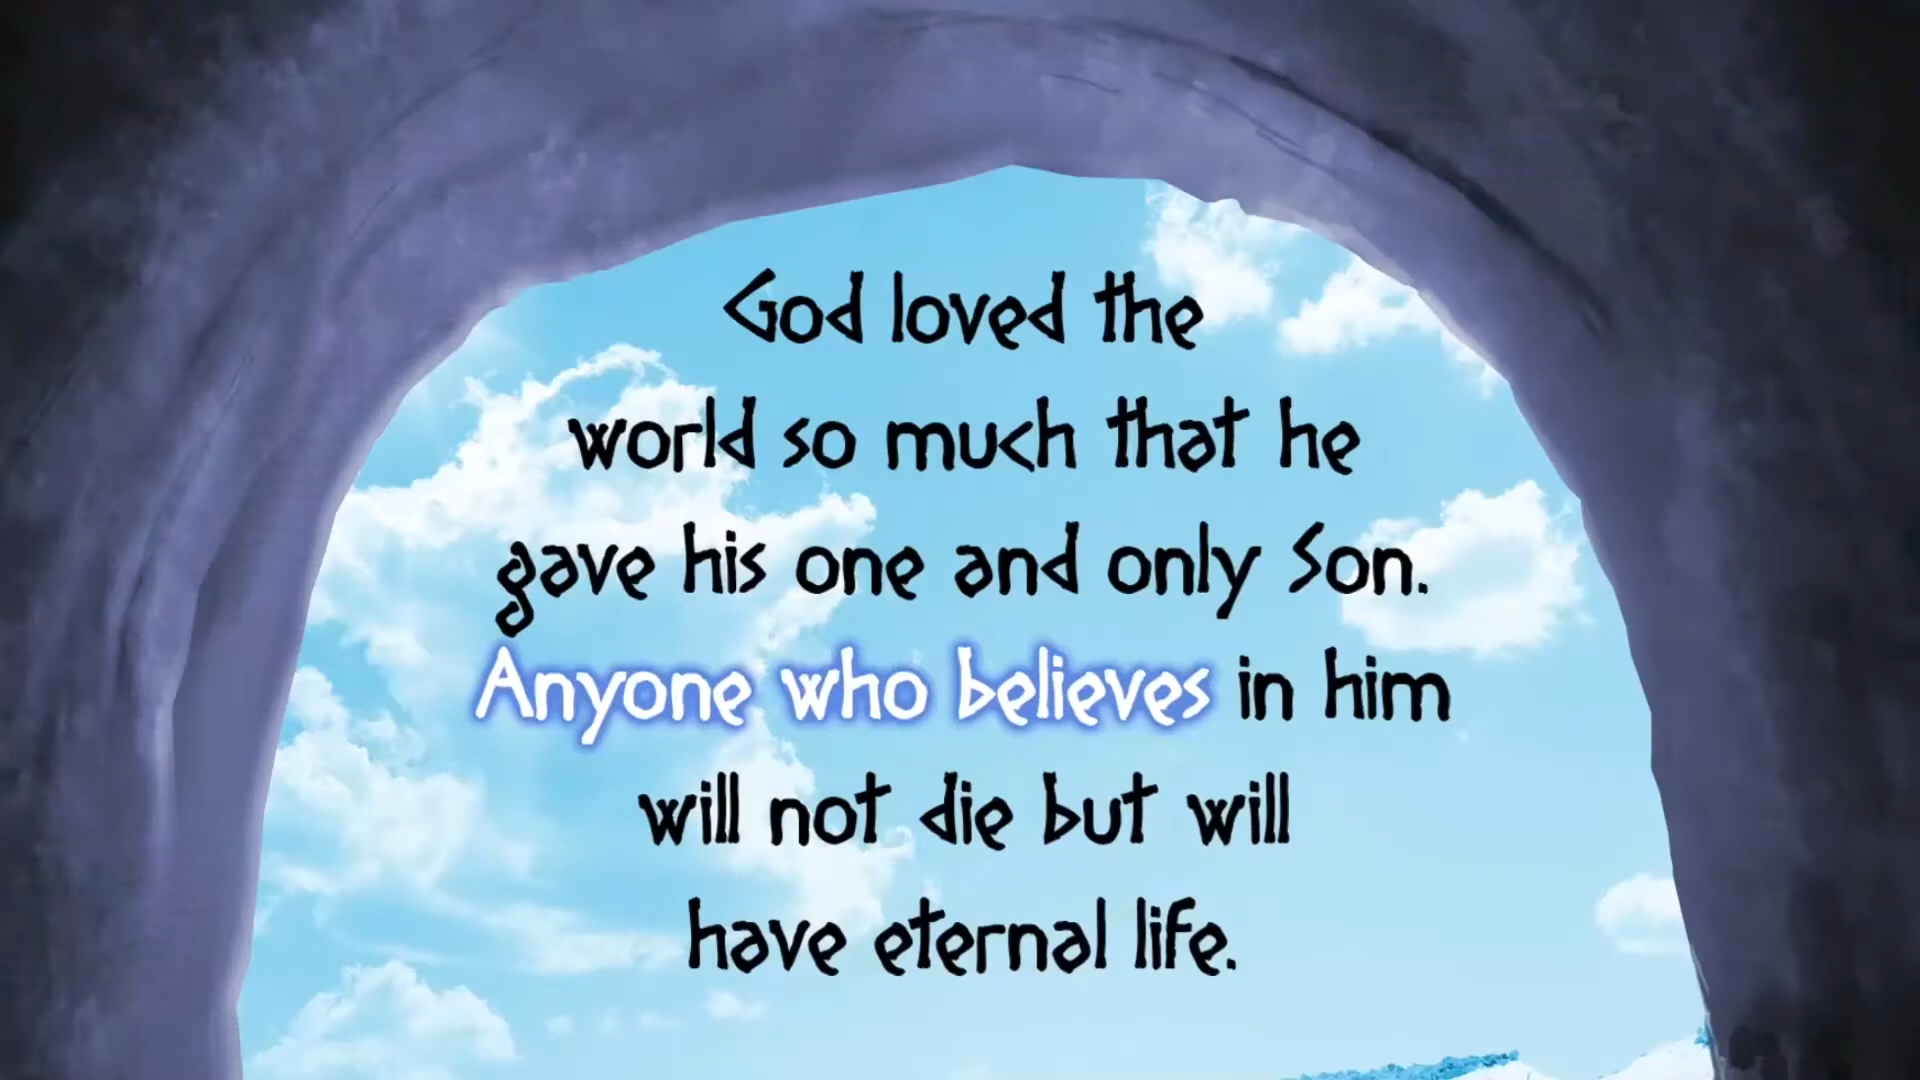 God loved the
world so much that he
gave his one and only Son.
Anyone who believes in him
will not die but will
have eternal life.